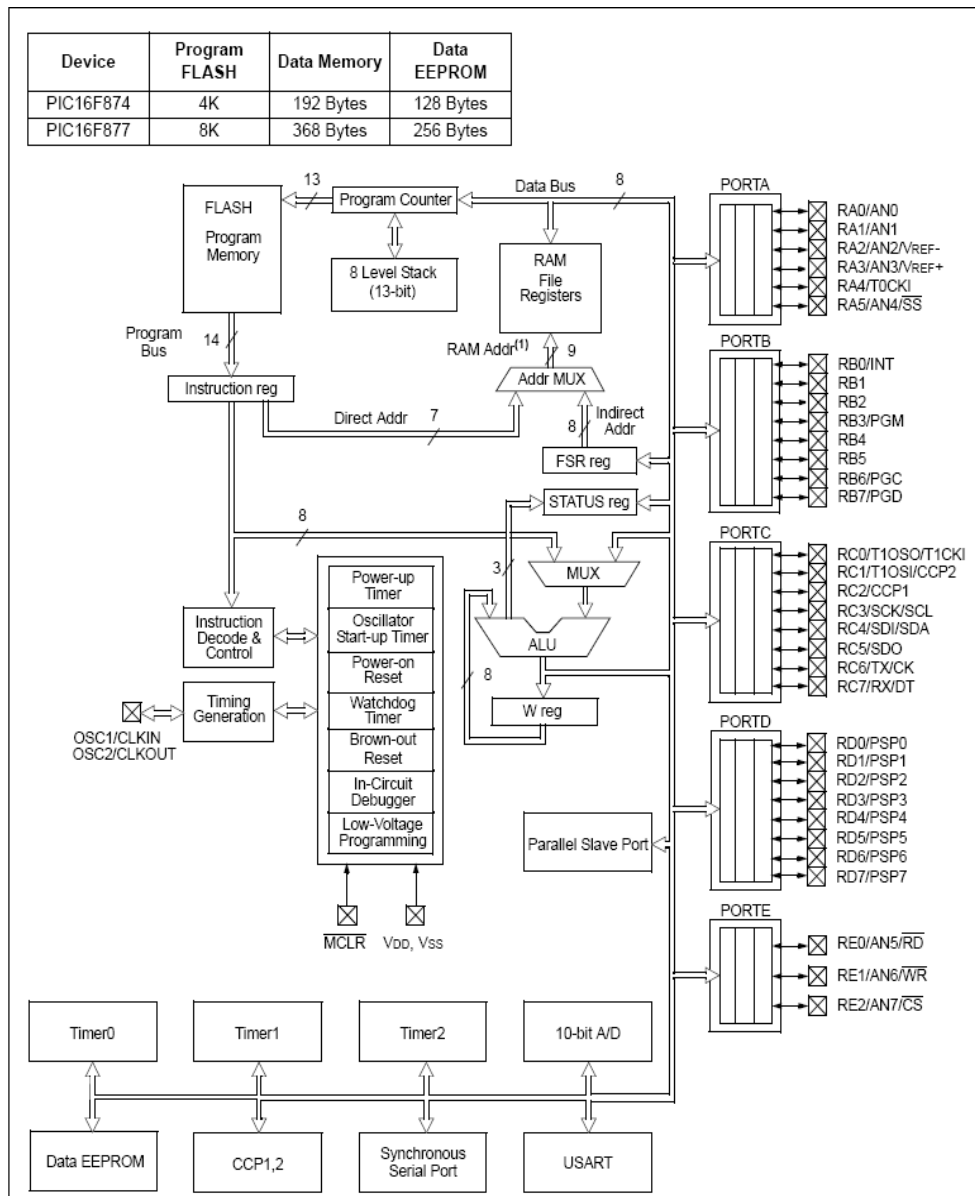 Device Program FLASH Data Memory Data EEPROM
PIC16F874 4K 192 Bytes 128 Bytes
PIC16F877 8K 368 Bytes 256 Bytes
13
Program Counter
Data Bus
8
FLASH
Program
Memory
8 Level Stack
(13-bit)
RAM
File
Registers
Program
Bus
14
RAM Addr(1)
9
Instruction reg
Addr MUX
Direct Addr
7
8
Indirect
Addr
FSR reg
STATUS reg
8
3
MUX
ALU
8
W reg
Instruction
Decode &
Control
Timing
Generation
OSC1/CLKIN
OSC2/CLKOUT
Power-up
Timer
Oscillator
Start-up Timer
Power-on
Reset
Watchdog
Timer
Brown-out
Reset
In-Circuit
Debugger
Low-Voltage
Programming
MCLR
VDD, VSS
Parallel Slave Port
PORTA
RA0/AN0
RA1/AN1
RA2/AN2/VREF-
RA3/AN3/VREF+
RA4/T0CKI
RA5/AN4/SS
PORTB
RB0/INT
RB1
RB2
RB3/PGM
RB4
RB5
RB6/PGC
RB7/PGD
PORTC
RC0/T1OSO/T1CKI
RC1/T1OSI/CCP2
RC2/CCP1
RC3/SCK/SCL
RC4/SDI/SDA
RC5/SDO
RC6/TX/CK
RC7/RX/DT
PORTD
RD0/PSP0
RD1/PSP1
RD2/PSP2
RD3/PSP3
RD4/PSP4
RD5/PSP5
RD6/PSP6
RD7/PSP7
PORTE
RE0/AN5/RD
RE1/AN6/WR
RE2/AN7/CS
Timer0
Timer1
Timer2
10-bit A/D
Data EEPROM
CCP1,2
Synchronous
Serial Port
USART